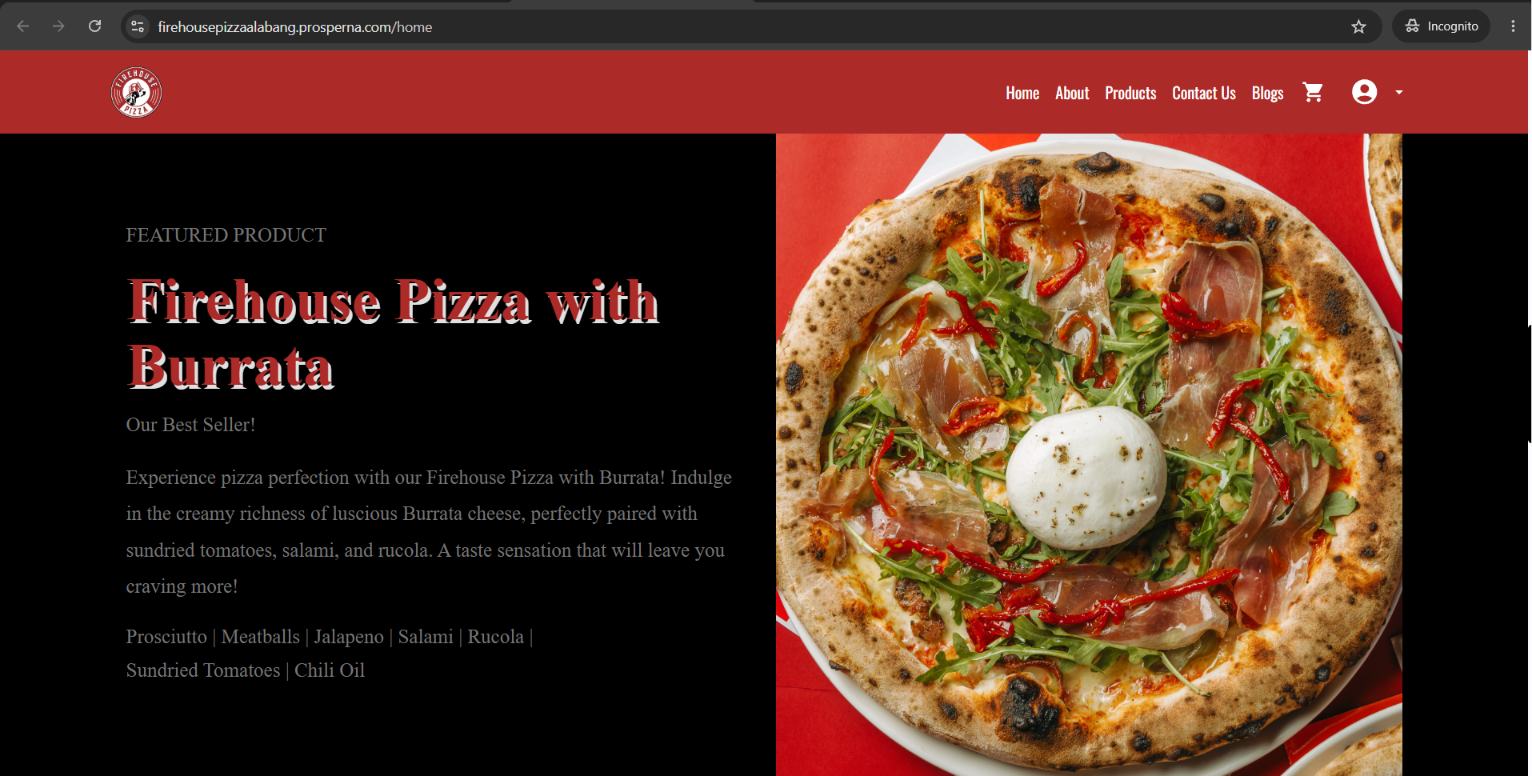 firehousepizzaalabang.prosperna.com/home
Incognito
FIREHOUSE
PIZZA
Home About Products Contact Us Blogs
FEATURED PRODUCT
Firehouse Pizza with
Burrata
Our Best Seller!
Experience pizza perfection with our Firehouse Pizza with Burrata! Indulge
in the creamy richness of luscious Burrata cheese, perfectly paired with
sundried tomatoes, salami, and rucola. A taste sensation that will leave you
craving more!
Prosciutto | Meatballs | Jalapeno | Salami | Rucola |
Sundried Tomatoes | Chili Oil